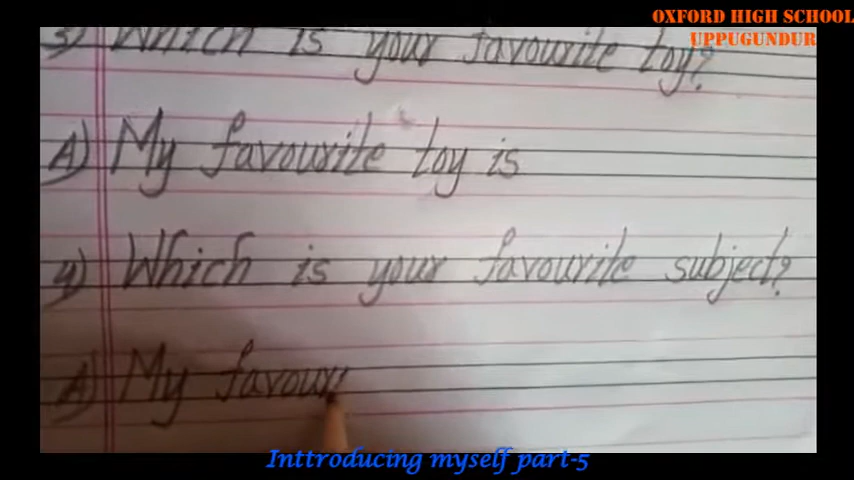 OXFORD HIGH SCHOOL
UPPUGUNDUR
3) Which is your favourite toy?
A) My favourite toy is
4) Which is your favourite subject?
A) My favouri
Inttroducing myself part-5